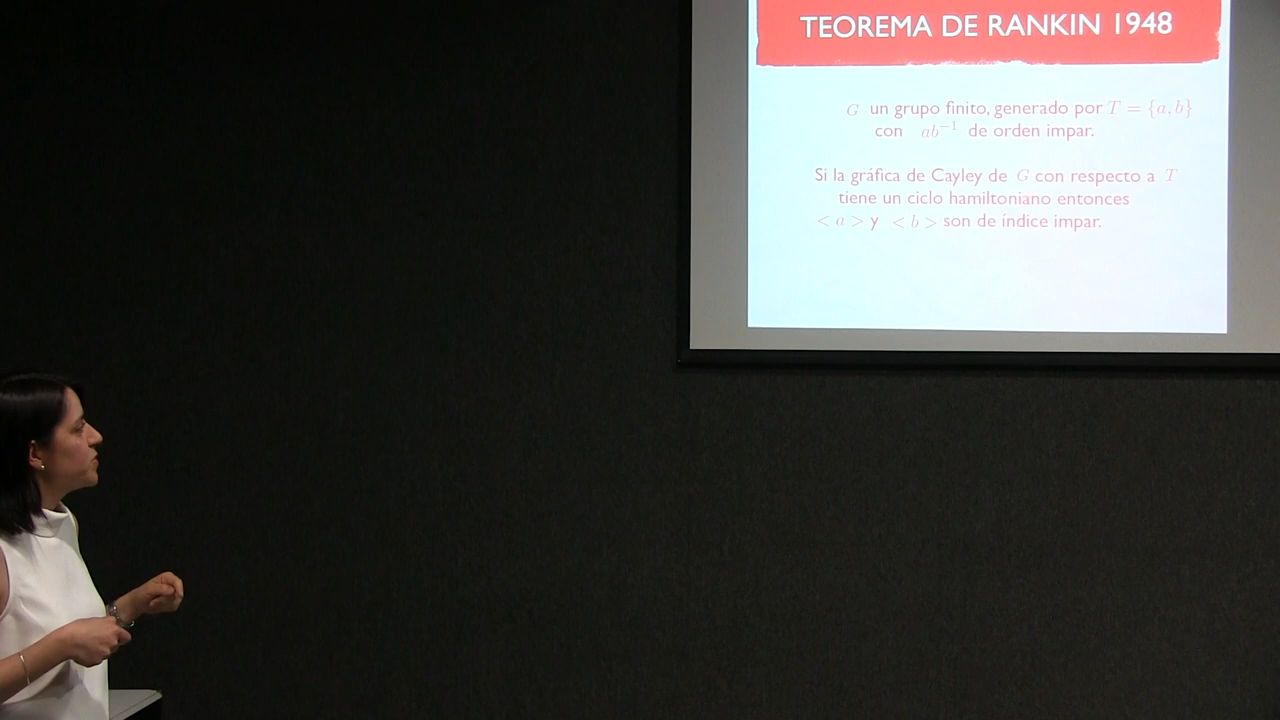 TEOREMA DE RANKIN 1948
G un grupo finito, generado por T = {a, b}
con ab⁻¹ de orden impar.
Si la gráfica de Cayley de G con respecto a T
tiene un ciclo hamiltoniano entonces
< a > y < b > son de índice impar.